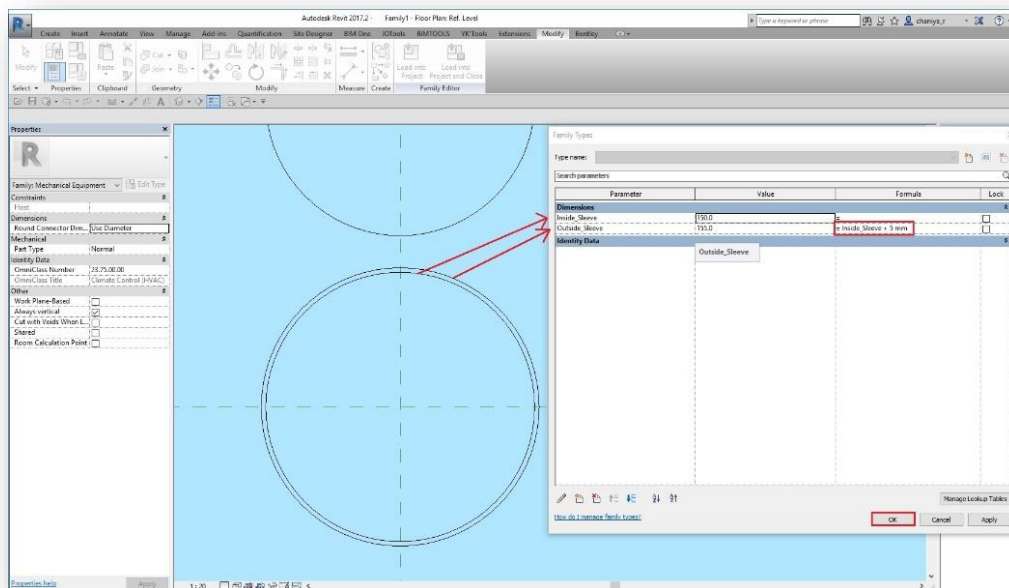 Autodesk Revit 2017.2 - Family1 - Floor Plan: Ref. Level
Type a keyword or phrase
chaniya_r
Create Insert Annotate View Manage Add-Ins Quantification Site Designer BIM One JOTools BIMTOOLS YKTools Extensions Modify Bentley
Modify
Paste
Cut
Join
Load into Project
Load into Project and Close
Select Properties Clipboard Geometry Modify Measure Create Family Editor
Properties
Family: Mechanical Equipment Edit Type
Constraints
Host
Dimensions
Round Connector Dim... Use Diameter
Mechanical
Part Type Normal
Identity Data
OmniClass Number 23.75.00.00
OmniClass Title Climate Control (HVAC)
Other
Work Plane-Based
Always vertical
Cut with Voids When L...
Shared
Room Calculation Point
Properties help Apply
1:20
Family Types
Type name:
Search parameters
Parameter Value Formula Lock
Dimensions
Inside_Sleeve 150.0 =
Outside_Sleeve 155.0 = Inside_Sleeve + 5 mm
Identity Data
Outside_Sleeve
Manage Lookup Tables
How do I manage family types?
OK Cancel Apply